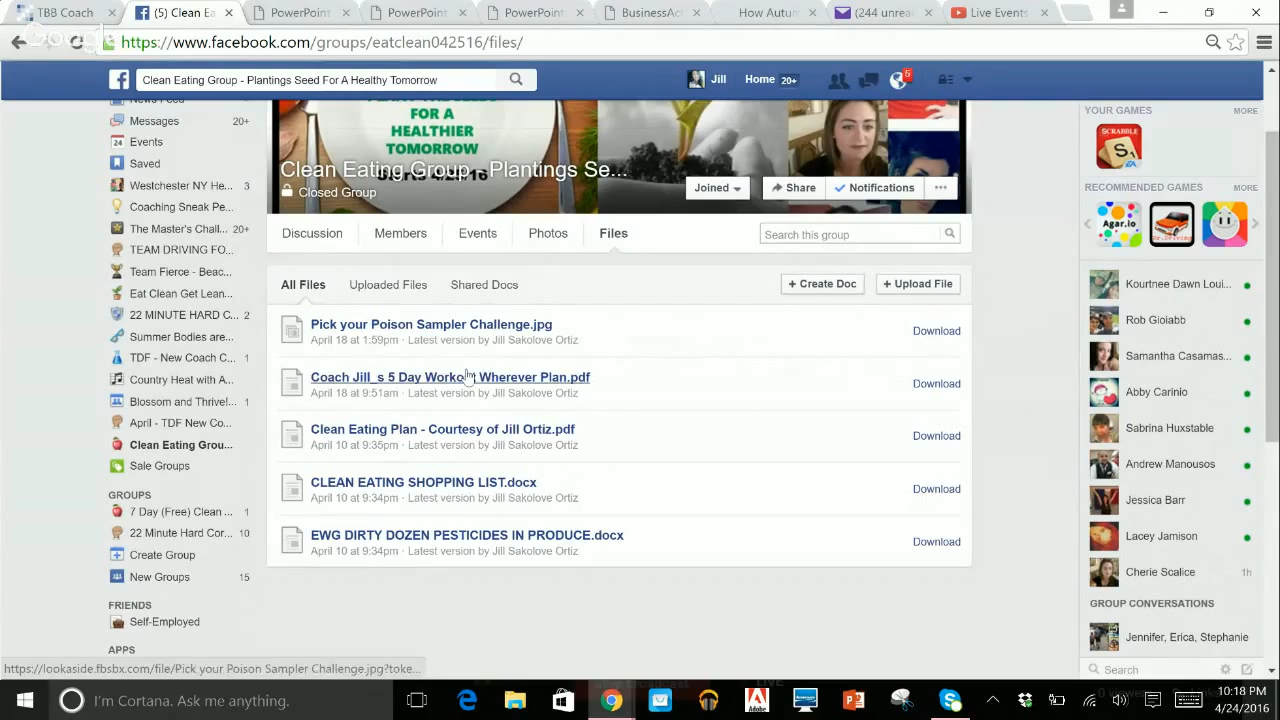 TBB Coach
(5) Clean Ea
PowerPoint
PowerPoint
PowerPoint
BusinessAc
How Autum
(244 unrea
Live Events
https://www.facebook.com/groups/eatclean042516/files/
Clean Eating Group - Plantings Seed For A Healthy Tomorrow
Jill
Home 20+
5
News Feed
Messages 20+
24 Events
Saved
Westchester NY He... 3
Coaching Sneak Pe...
The Master's Chall... 20+
TEAM DRIVING FO...
Team Fierce - Beac...
Eat Clean Get Lean...
22 MINUTE HARD C... 2
Summer Bodies are...
TDF - New Coach C... 1
Country Heat with A...
Blossom and Thrive!... 1
April - TDF New Co...
Clean Eating Grou...
Sale Groups
GROUPS
7 Day (Free) Clean ... 1
22 Minute Hard Cor... 10
Create Group
New Groups 15
FRIENDS
Self-Employed
APPS
FOR A
HEALTHIER
TOMORROW
Clean Eating Group - Plantings Se...
Closed Group
Joined
Share
Notifications
Discussion
Members
Events
Photos
Files
Search this group
All Files
Uploaded Files
Shared Docs
+ Create Doc
+ Upload File
Pick your Poison Sampler Challenge.jpg
April 18 at 1:59pm · Latest version by Jill Sakolove Ortiz
Download
Coach Jill_s 5 Day Workou Wherever Plan.pdf
April 18 at 9:51am · Latest version by Jill Sakolove Ortiz
Download
Clean Eating Plan - Courtesy of Jill Ortiz.pdf
April 10 at 9:35pm · Latest version by Jill Sakolove Ortiz
Download
CLEAN EATING SHOPPING LIST.docx
April 10 at 9:34pm · Latest version by Jill Sakolove Ortiz
Download
EWG DIRTY DOZEN PESTICIDES IN PRODUCE.docx
April 10 at 9:34pm · Latest version by Jill Sakolove Ortiz
Download
YOUR GAMES MORE
SCRABBLE
S
EA
RECOMMENDED GAMES MORE
Agar.io
Dr. Driving
Kourtnee Dawn Loui...
Rob Gioiabb
Samantha Casamas...
Abby Carinio
Sabrina Huxstable
Andrew Manousos
Jessica Barr
Lacey Jamison
Cherie Scalice 1h
GROUP CONVERSATIONS
Jennifer, Erica, Stephanie
Search
https://lookaside.fbsbx.com/file/Pick your Poison Sampler Challenge.jpg?toke...
I'm Cortana. Ask me anything.
Adobe
10:18 PM
4/24/2016